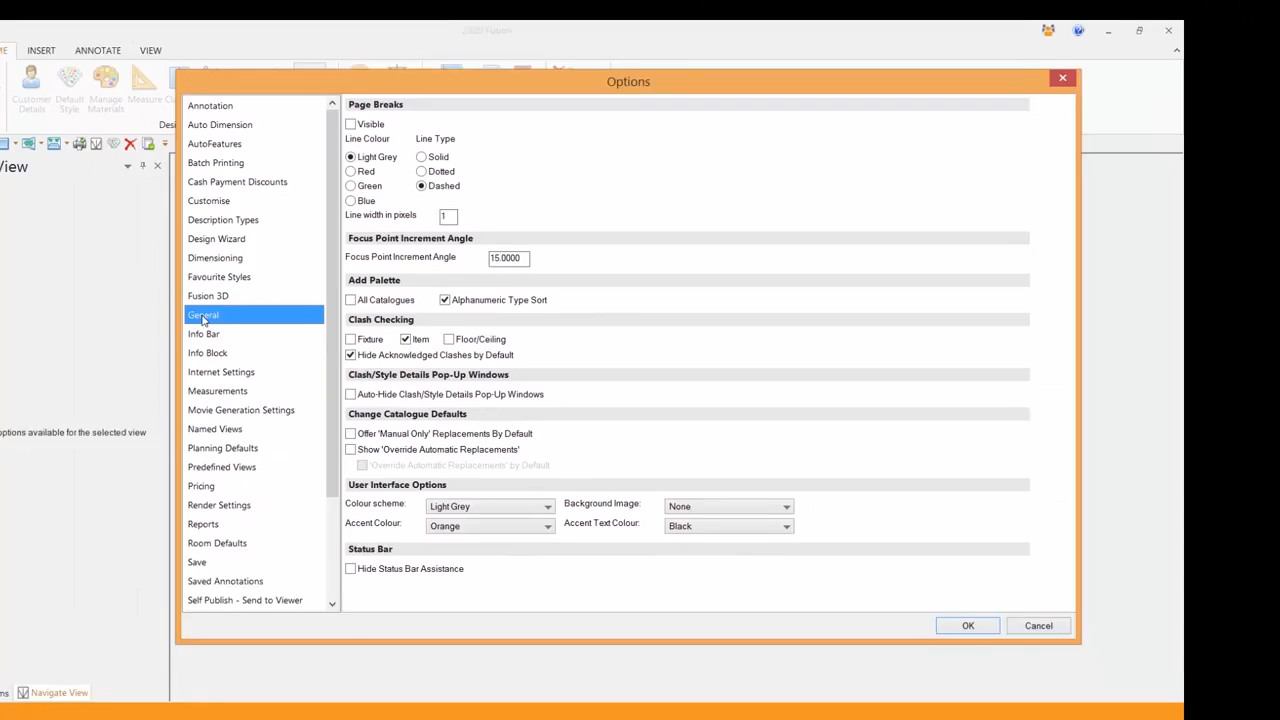 2020 Fusion
ME INSERT ANNOTATE VIEW
Customer Details
Default Style
Manage Materials
Measure
Options
View
options available for the selected view
ms Navigate View
Annotation
Auto Dimension
AutoFeatures
Batch Printing
Cash Payment Discounts
Customise
Description Types
Design Wizard
Dimensioning
Favourite Styles
Fusion 3D
General
Info Bar
Info Block
Internet Settings
Measurements
Movie Generation Settings
Named Views
Planning Defaults
Predefined Views
Pricing
Render Settings
Reports
Room Defaults
Save
Saved Annotations
Self Publish - Send to Viewer
Page Breaks
Visible
Line Colour Line Type
Light Grey Solid
Red Dotted
Green Dashed
Blue
Line width in pixels 1
Focus Point Increment Angle
Focus Point Increment Angle 15.0000
Add Palette
All Catalogues Alphanumeric Type Sort
Clash Checking
Fixture Item Floor/Ceiling
Hide Acknowledged Clashes by Default
Clash/Style Details Pop-Up Windows
Auto-Hide Clash/Style Details Pop-Up Windows
Change Catalogue Defaults
Offer 'Manual Only' Replacements By Default
Show 'Override Automatic Replacements'
'Override Automatic Replacements' by Default
User Interface Options
Colour scheme: Light Grey Background Image: None
Accent Colour: Orange Accent Text Colour: Black
Status Bar
Hide Status Bar Assistance
OK Cancel